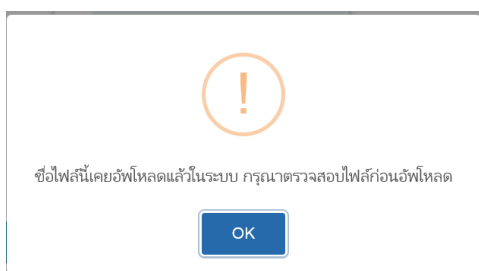 !
ชื่อไฟล์นี้เคยอัพโหลดแล้วในระบบ กรุณาตรวจสอบไฟล์ก่อนอัพโหลด
OK